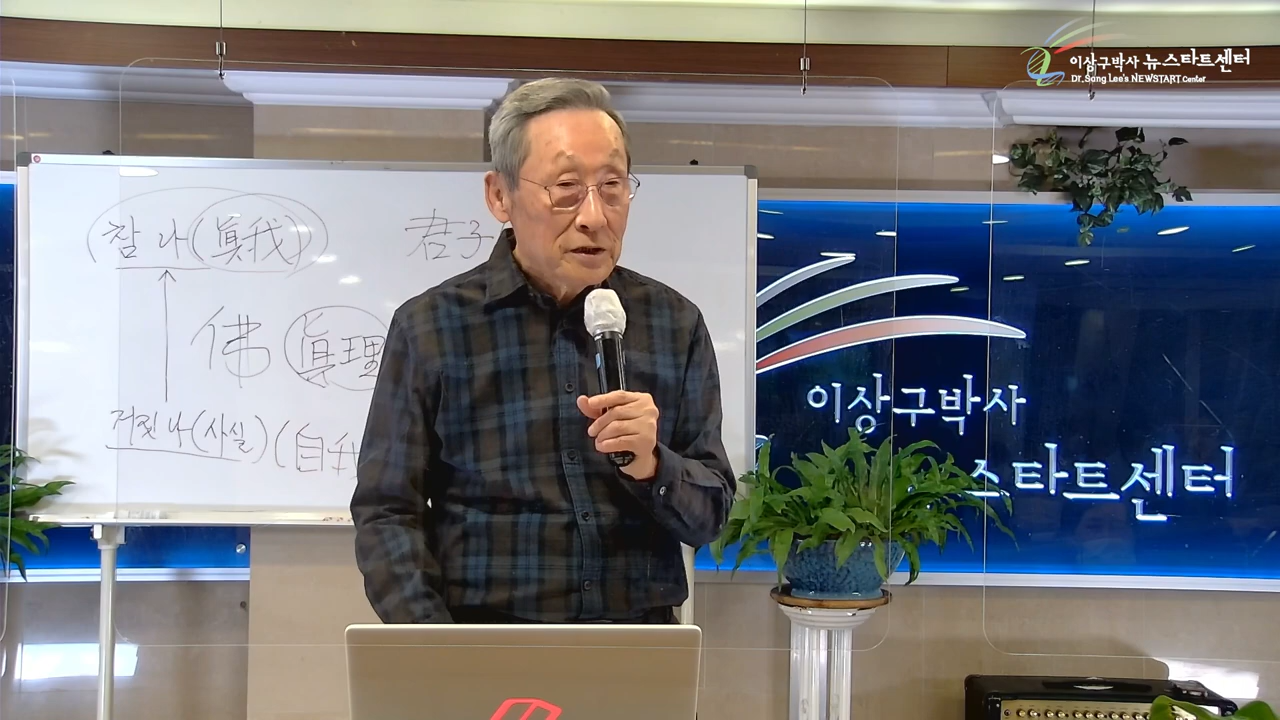 이상구박사 뉴스타트센터
Dr. Sang Lee's NEWSTART Center
(참 나(眞我)) 君子
佛 (眞理
거짓 나(사실) (自我
이상구박사
스타트센터